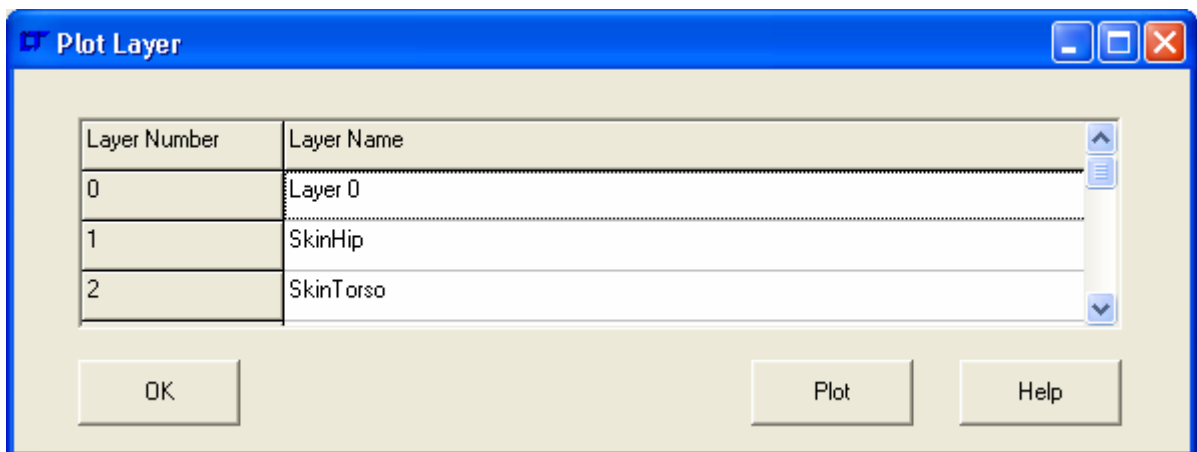 Plot Layer
Layer Number Layer Name
0 Layer 0
1 SkinHip
2 SkinTorso
OK Plot Help